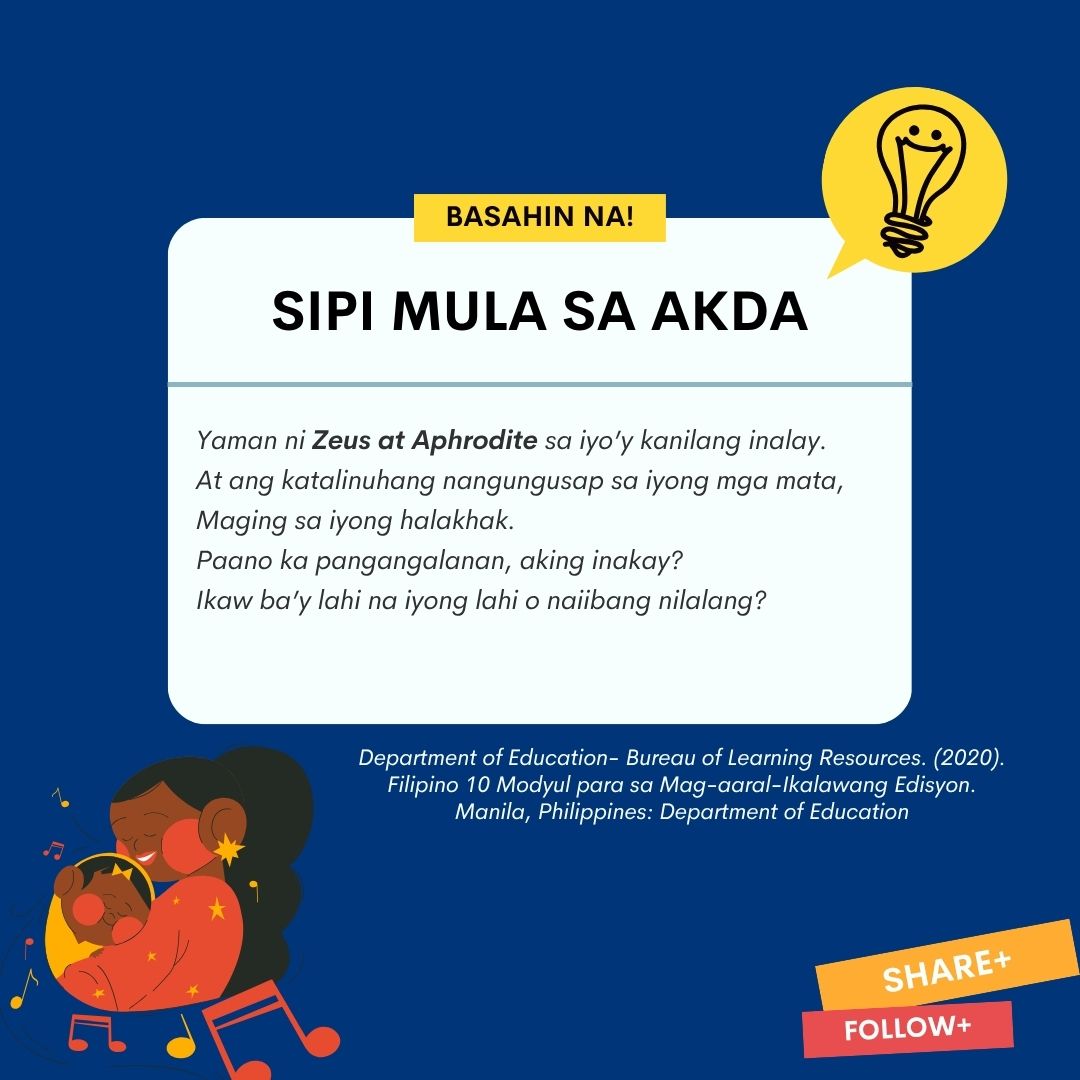 BASAHIN NA!
SIPI MULA SA AKDA
Yaman ni Zeus at Aphrodite sa iyo’y kanilang inalay.
At ang katalinuhang nangungusap sa iyong mga mata,
Maging sa iyong halakhak.
Paano ka pangangalanan, aking inakay?
Ikaw ba’y lahi na iyong lahi o naiibang nilalang?
Department of Education- Bureau of Learning Resources. (2020).
Filipino 10 Modyul para sa Mag-aaral-Ikalawang Edisyon.
Manila, Philippines: Department of Education
SHARE+
FOLLOW+